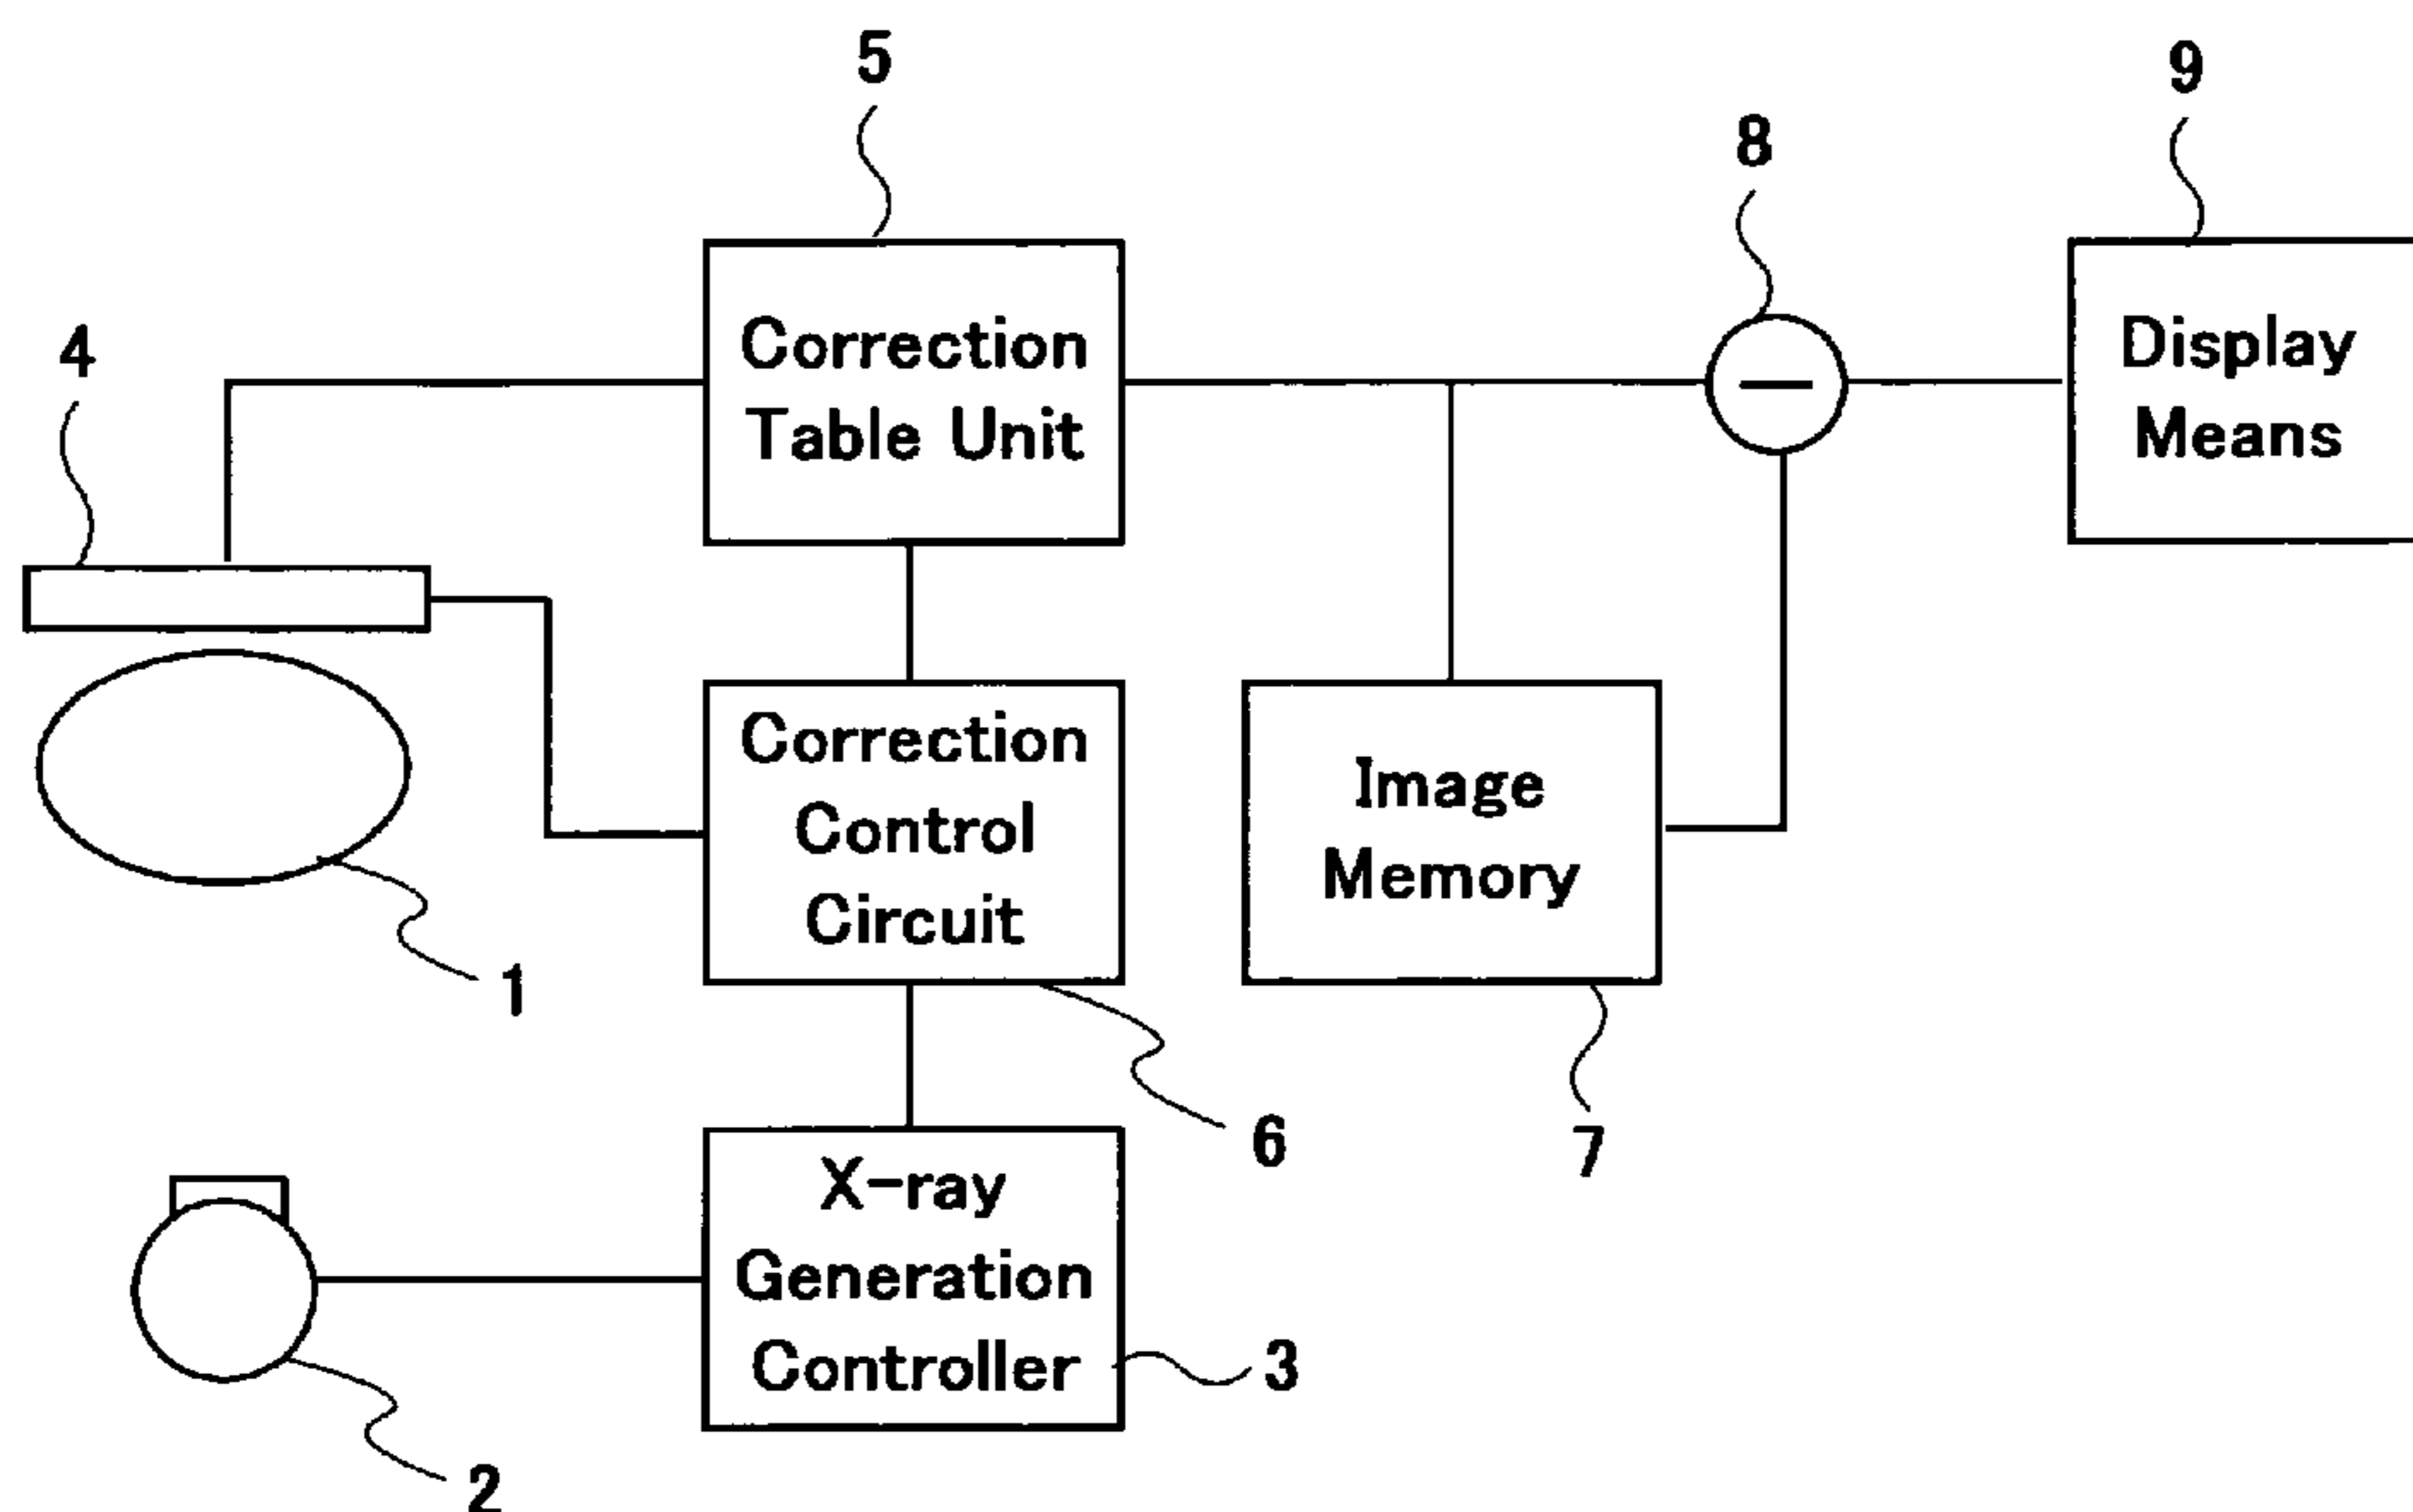 5
9
8
4
Correction
Table Unit
Display
Means
Correction
Control
Circuit
Image
Memory
1
6
7
X-ray
Generation
Controller
3
2